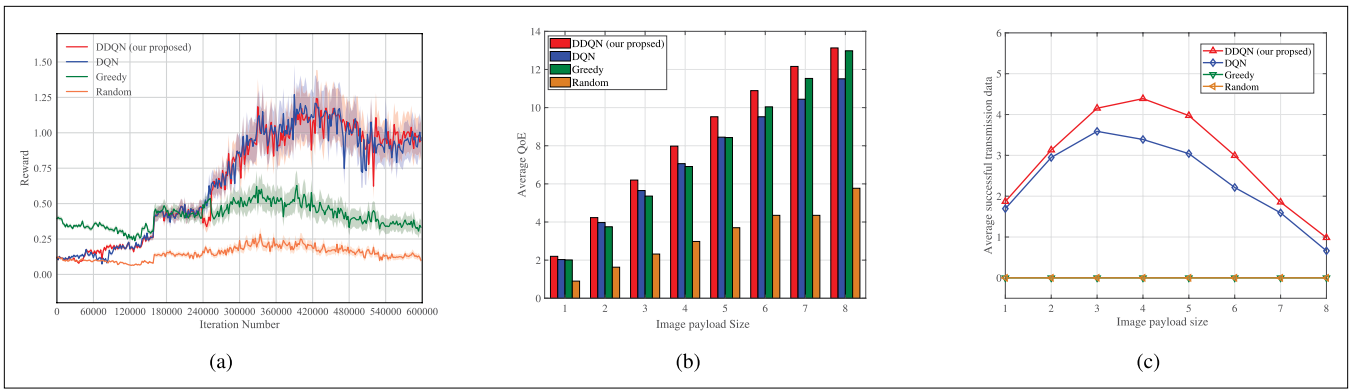 DDQN (our proposed)
DQN
Greedy
Random
Reward
1.50
1.25
1.00
0.75
0.50
0.25
0.00
0 60000 120000 180000 240000 300000 360000 420000 480000 540000 600000
Iteration Number
(a)
DDQN (our propsed)
DQN
Greedy
Random
Average QoE
14
12
10
8
6
4
2
0
1 2 3 4 5 6 7 8
Image payload Size
(b)
DDQN (our propsed)
DQN
Greedy
Random
Average successful transmission data
6
5
4
3
2
1
0
1 2 3 4 5 6 7 8
Image payload size
(c)